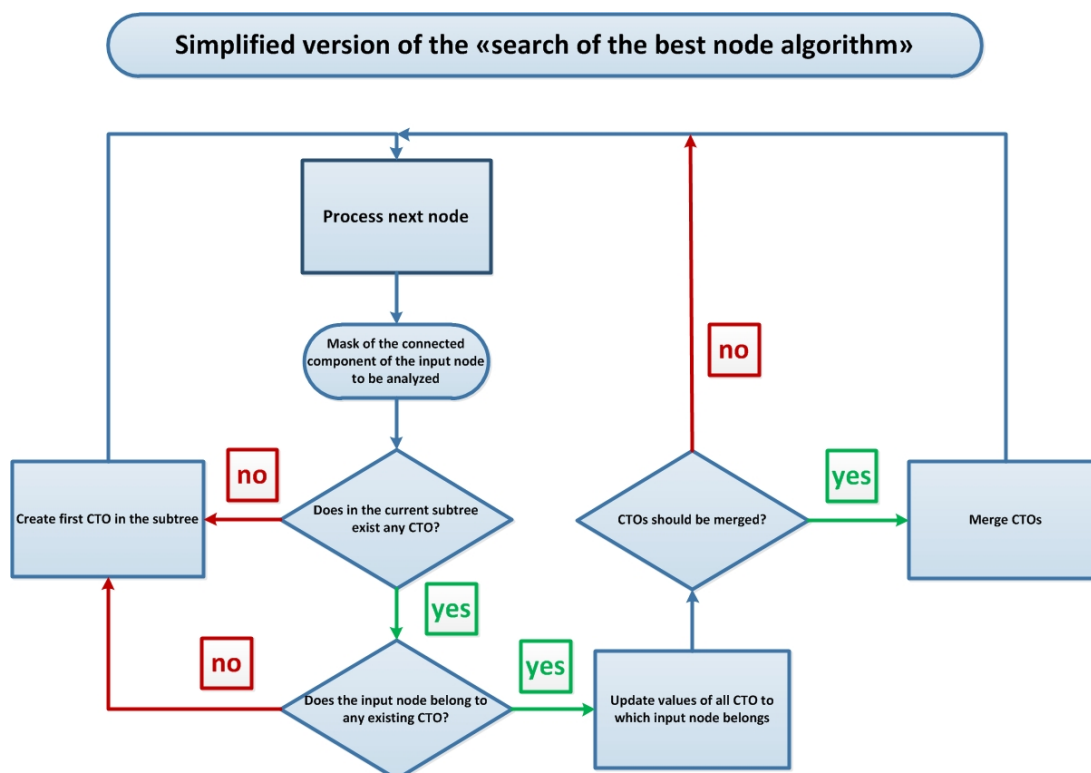 Simplified version of the «search of the best node algorithm»
Process next node
Mask of the connected
component of the input node
to be analyzed
no
Does in the current subtree
exist any CTO?
Create first CTO in the subtree
yes
no
Does the input node belong to
any existing CTO?
yes
Update values of all CTO to
which input node belongs
CTOs should be merged?
no
yes
Merge CTOs